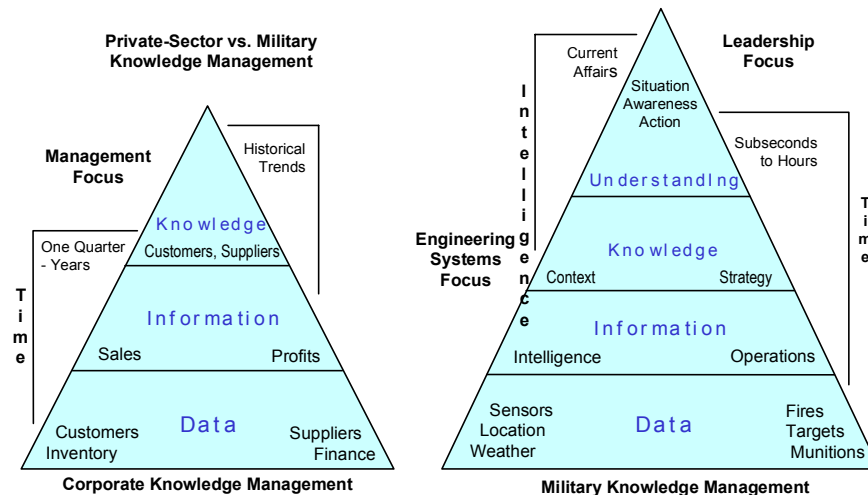 Private-Sector vs. Military
Knowledge Management
Management
Focus
Historical
Trends
One Quarter
- Years
Time
Knowledge
Customers, Suppliers
Information
Sales
Profits
Data
Customers
Inventory
Suppliers
Finance
Corporate Knowledge Management
Leadership
Focus
Current
Affairs
Intelligence
Situation
Awareness
Action
Subseconds
to Hours
Time
Understanding
Engineering
Systems
Focus
Knowledge
Context
Strategy
Information
Intelligence
Operations
Sensors
Location
Weather
Data
Fires
Targets
Munitions
Military Knowledge Management